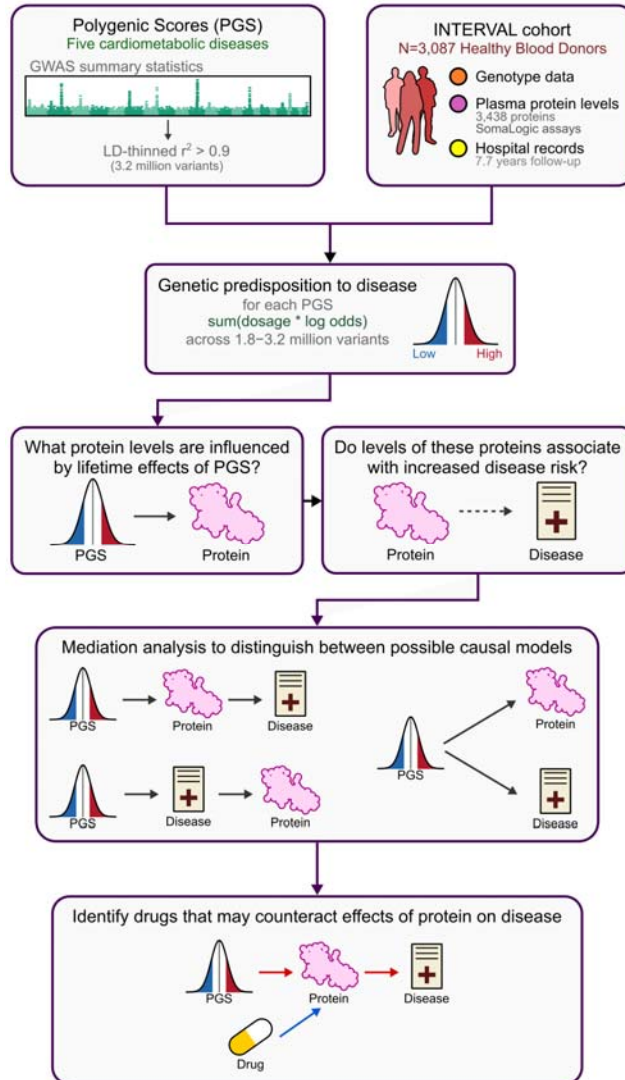 Polygenic Scores (PGS)
Five cardiometabolic diseases
GWAS summary statistics
LD-thinned r² > 0.9
(3.2 million variants)
INTERVAL cohort
N=3,087 Healthy Blood Donors
Genotype data
Plasma protein levels
3,438 proteins
SomaLogic assays
Hospital records
7.7 years follow-up
Genetic predisposition to disease
for each PGS
sum(dosage * log odds)
across 1.8–3.2 million variants
Low
High
What protein levels are influenced
by lifetime effects of PGS?
PGS
Protein
Do levels of these proteins associate
with increased disease risk?
Protein
Disease
Mediation analysis to distinguish between possible causal models
PGS
Protein
Disease
PGS
Disease
Protein
PGS
Protein
Disease
Identify drugs that may counteract effects of protein on disease
PGS
Protein
Disease
Drug